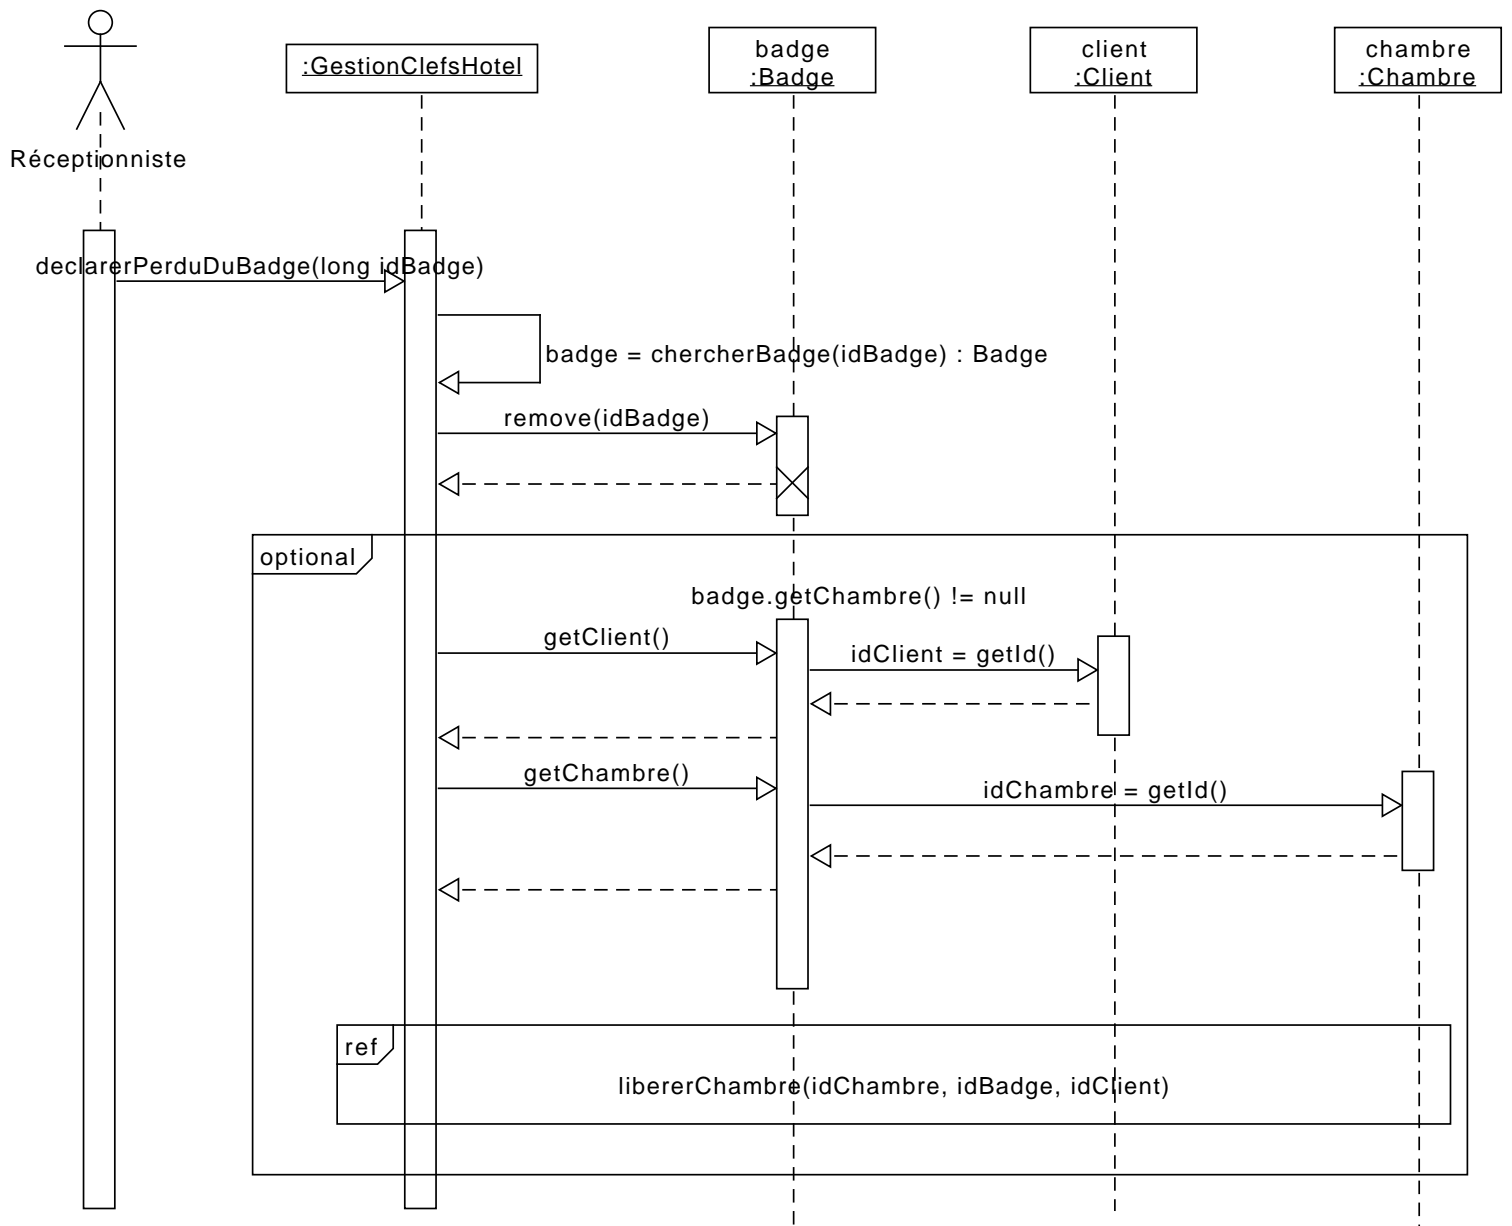 :GestionClefsHotel
badge
:Badge
client
:Client
chambre
:Chambre
Réceptionniste
declarerPerduDuBadge(long idBadge)
badge = chercherBadge(idBadge) : Badge
remove(idBadge)
optional
badge.getChambre() != null
getClient()
idClient = getId()
getChambre()
idChambre = getId()
ref
libererChambre(idChambre, idBadge, idClient)